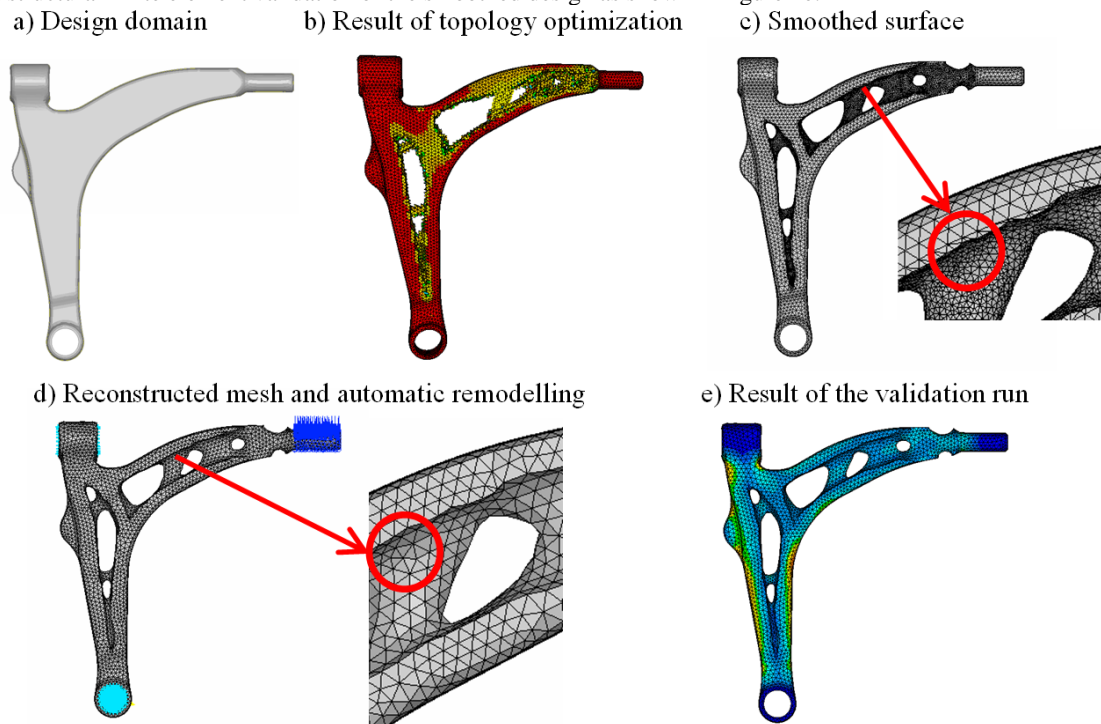 a) Design domain
b) Result of topology optimization
c) Smoothed surface
d) Reconstructed mesh and automatic remodelling
e) Result of the validation run